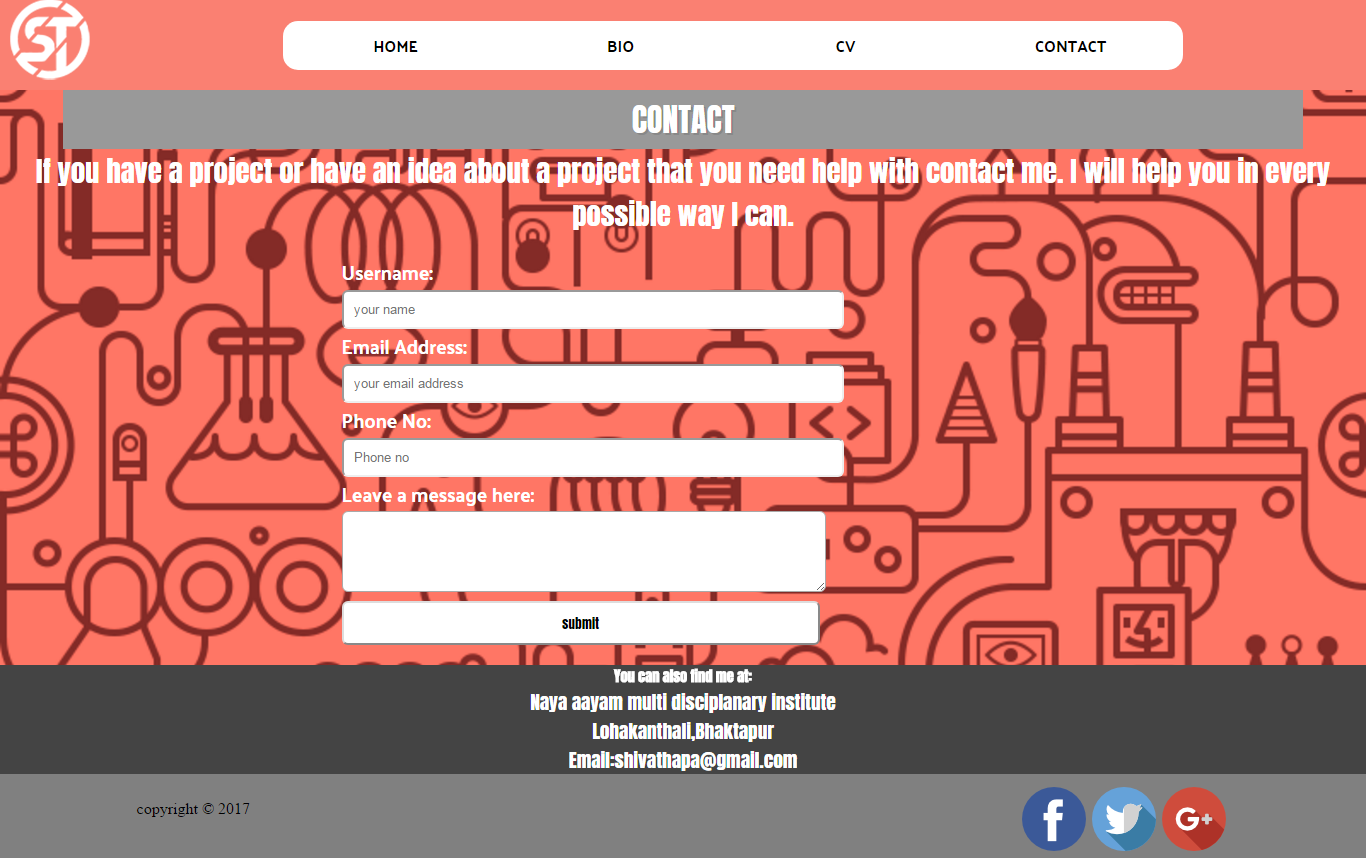 ST
HOME BIO CV CONTACT
CONTACT
If you have a project or have an idea about a project that you need help with contact me. I will help you in every
possible way I can.
Username:
your name
Email Address:
your email address
Phone No:
Phone no
Leave a message here:
submit
You can also find me at:
Naya aayam multi disciplanary institute
Lohakanthali,Bhaktapur
Email:shivathapa@gmail.com
copyright © 2017
f G+